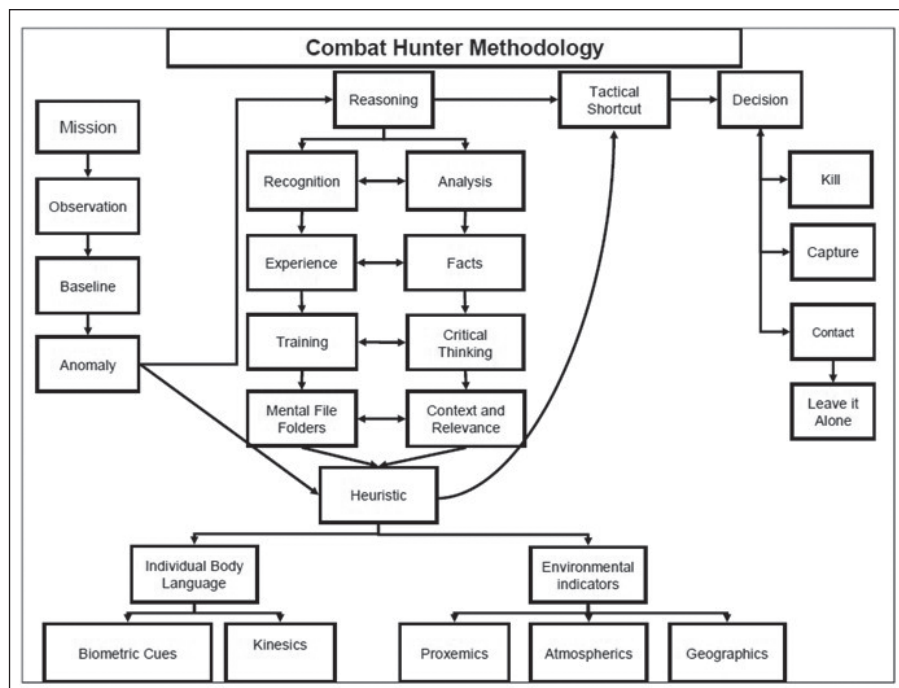 Combat Hunter Methodology
Mission
Observation
Baseline
Anomaly
Reasoning
Tactical
Shortcut
Decision
Recognition
Analysis
Experience
Facts
Training
Critical
Thinking
Mental File
Folders
Context and
Relevance
Heuristic
Kill
Capture
Contact
Leave it
Alone
Individual Body
Language
Environmental
indicators
Biometric Cues
Kinesics
Proxemics
Atmospherics
Geographics